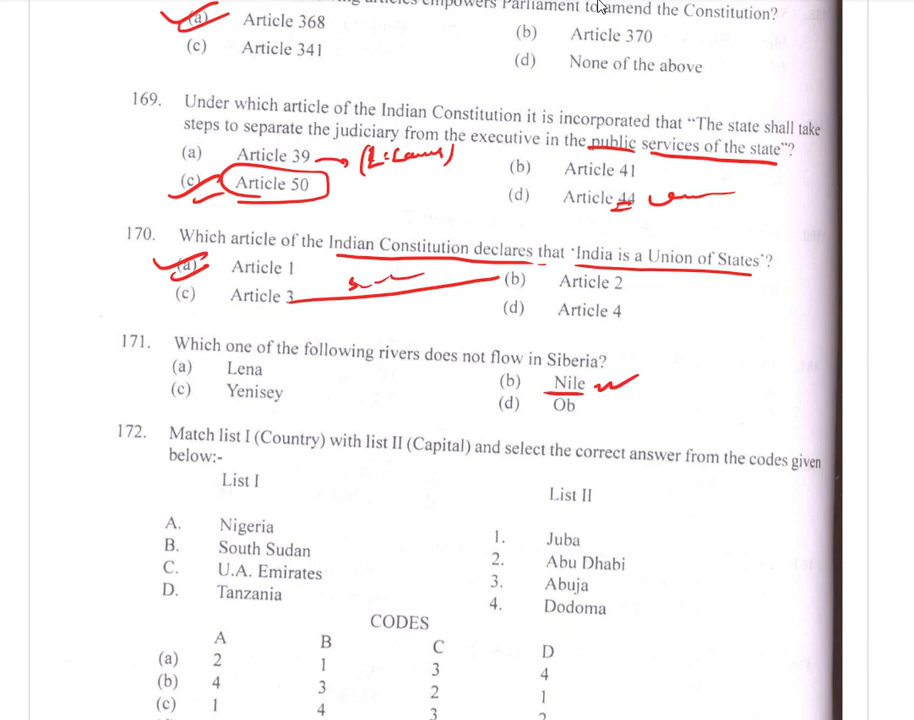 articles empowers Parliament to amend the Constitution?
(a) Article 368
(b) Article 370
(c) Article 341
(d) None of the above
169. Under which article of the Indian Constitution it is incorporated that "The state shall take
steps to separate the judiciary from the executive in the public services of the state"?
(a) Article 39
(b) Article 41
(c) Article 50
(d) Article 44
170. Which article of the Indian Constitution declares that 'India is a Union of States'?
(a) Article 1
(b) Article 2
(c) Article 3
(d) Article 4
171. Which one of the following rivers does not flow in Siberia?
(a) Lena
(b) Nile
(c) Yenisey
(d) Ob
172. Match list I (Country) with list II (Capital) and select the correct answer from the codes given
below:-
List I
List II
A. Nigeria
1. Juba
B. South Sudan
2. Abu Dhabi
C. U.A. Emirates
3. Abuja
D. Tanzania
4. Dodoma
CODES
A B C D
(a) 2 1 3 4
(b) 4 3 2 1
(c) 1 4 3